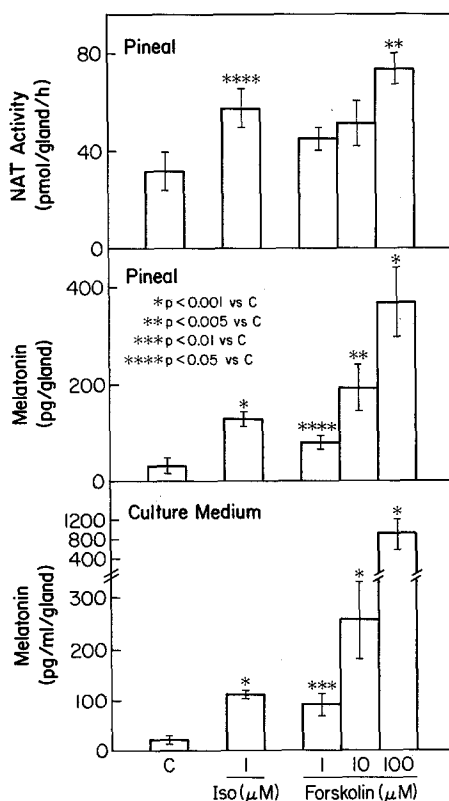 Pineal
NAT Activity
(pmol/gland/h)
80
40
0
****
**
Pineal
*p<0.001 vs C
**p<0.005 vs C
***p<0.01 vs C
****p<0.05 vs C
Melatonin
(pg/gland)
400
200
0
*
****
**
*
Culture Medium
Melatonin
(pg/ml/gland)
1200
800
400
300
200
100
0
*
***
*
*
C
1
1 10 100
Iso(μM)
Forskolin(μM)